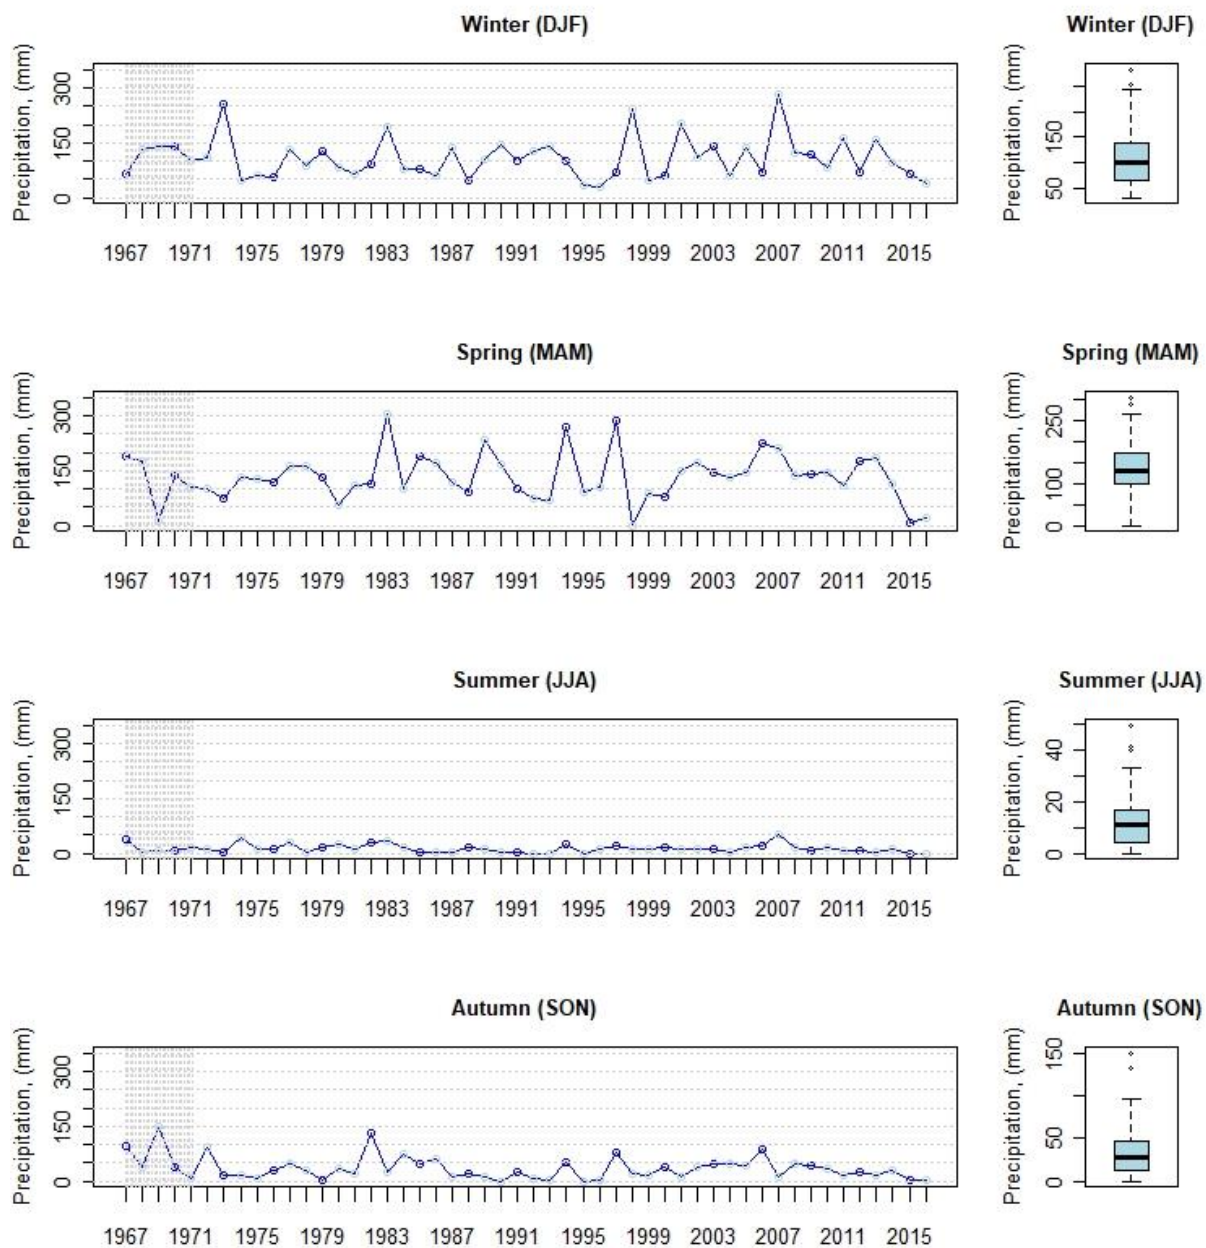 Winter (DJF)
Precipitation, (mm)
0 150 300
1967 1971 1975 1979 1983 1987 1991 1995 1999 2003 2007 2011 2015
Winter (DJF)
Precipitation, (mm)
50 150
Spring (MAM)
Precipitation, (mm)
0 150 300
1967 1971 1975 1979 1983 1987 1991 1995 1999 2003 2007 2011 2015
Spring (MAM)
Precipitation, (mm)
0 100 250
Summer (JJA)
Precipitation, (mm)
0 150 300
1967 1971 1975 1979 1983 1987 1991 1995 1999 2003 2007 2011 2015
Summer (JJA)
Precipitation, (mm)
0 20 40
Autumn (SON)
Precipitation, (mm)
0 150 300
1967 1971 1975 1979 1983 1987 1991 1995 1999 2003 2007 2011 2015
Autumn (SON)
Precipitation, (mm)
0 50 150